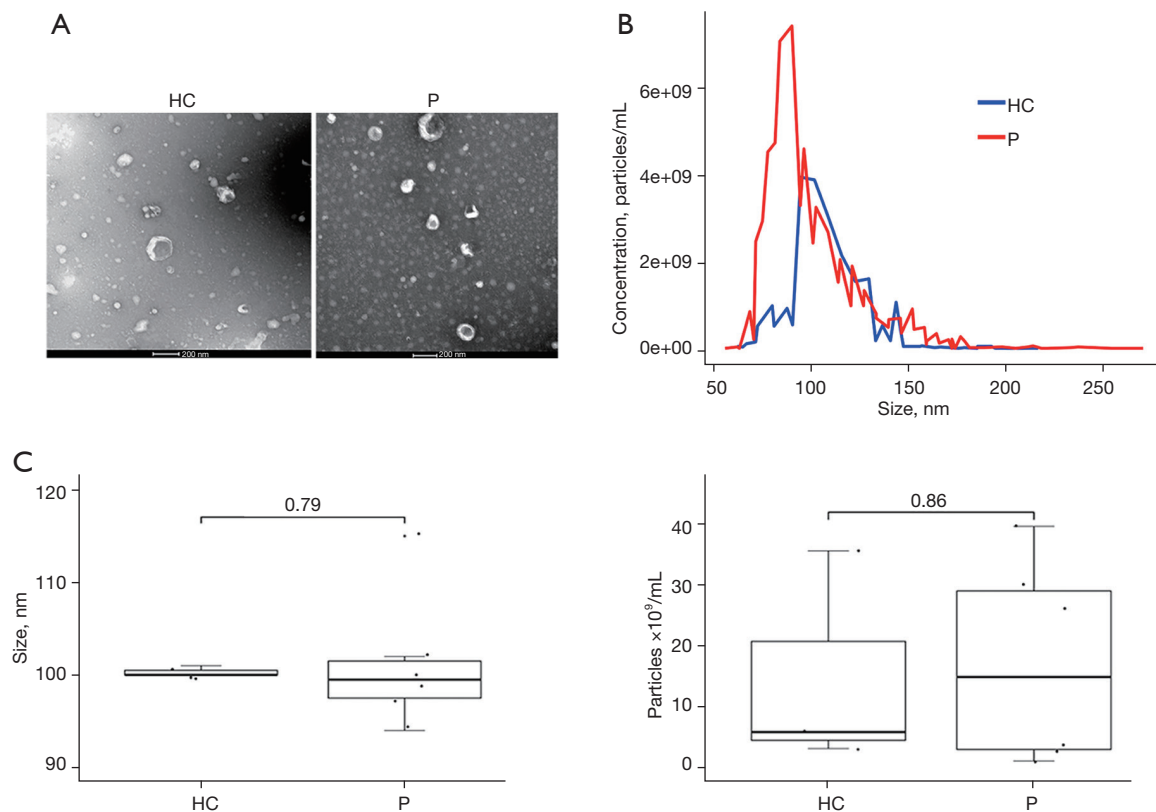 A
HC
P
200 nm
200 nm
B
Concentration, particles/mL
6e+09
4e+09
2e+09
0e+00
HC
P
50
100
150
200
250
Size, nm
C
Size, nm
120
110
100
90
0.79
HC
P
Particles ×10⁹/mL
40
30
20
10
0
0.86
HC
P